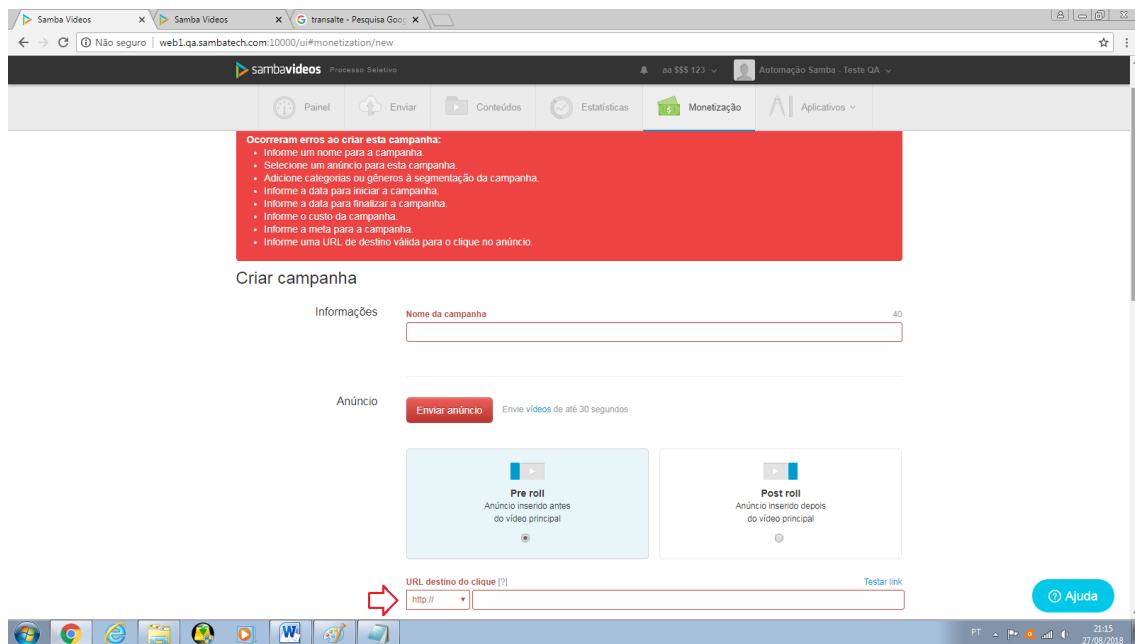 Samba Videos
Samba Videos
transalte - Pesquisa Goo
Não seguro | web1.qa.sambatech.com:10000/ui#monetization/new
sambavideos Processo Seletivo
aa $$$ 123
Automação Samba - Teste QA
Painel
Enviar
Conteúdos
Estatísticas
Monetização
Aplicativos
Ocorreram erros ao criar esta campanha:
• Informe um nome para a campanha.
• Selecione um anúncio para esta campanha.
• Adicione categorias ou gêneros à segmentação da campanha.
• Informe a data para iniciar a campanha.
• Informe a data para finalizar a campanha.
• Informe o custo da campanha.
• Informe a meta para a campanha.
• Informe uma URL de destino válida para o clique no anúncio.
Criar campanha
Informações
Nome da campanha
40
Anúncio
Enviar anúncio
Envie vídeos de até 30 segundos
Pre roll
Anúncio inserido antes
do vídeo principal
Post roll
Anúncio inserido depois
do vídeo principal
URL destino do clique [?]
Testar link
http://
Ajuda
PT
21:15
27/08/2018